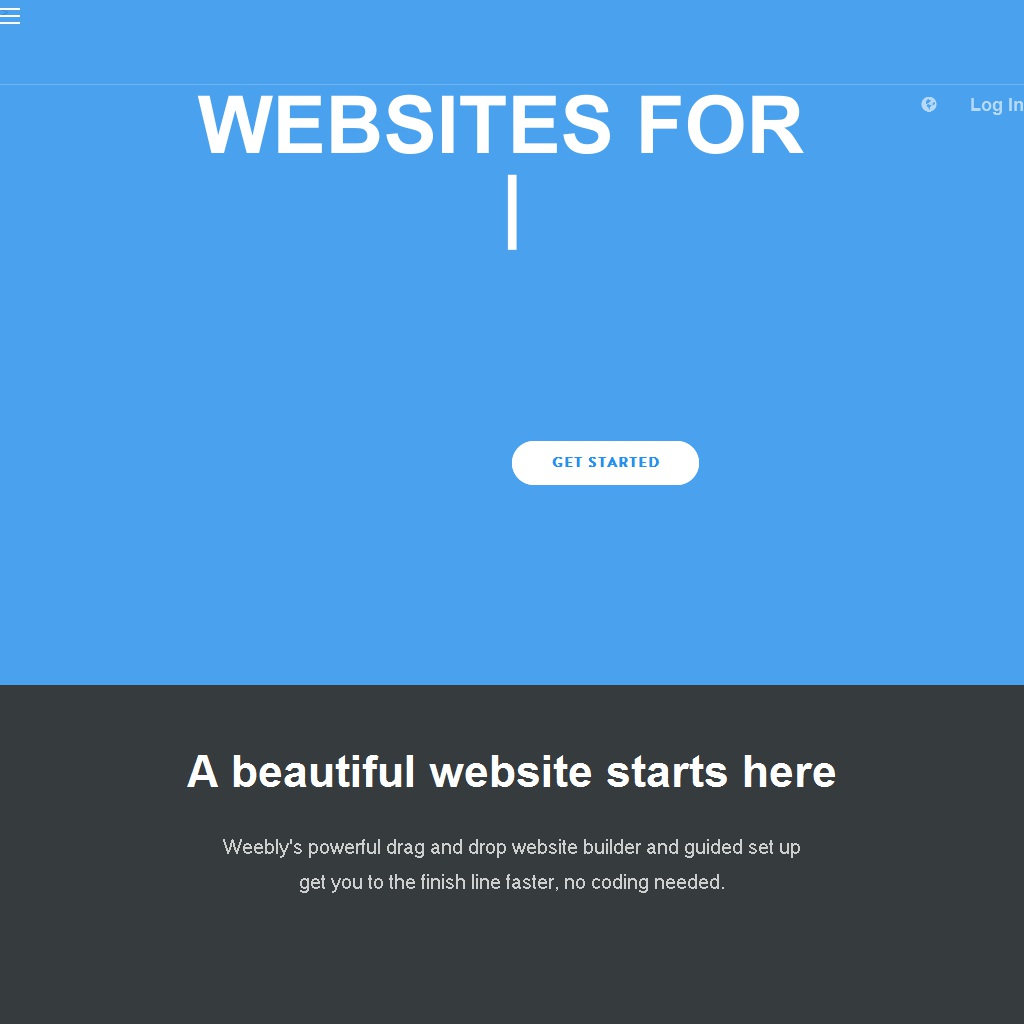 Log In
WEBSITES FOR
|
GET STARTED
A beautiful website starts here
Weebly's powerful drag and drop website builder and guided set up
get you to the finish line faster, no coding needed.